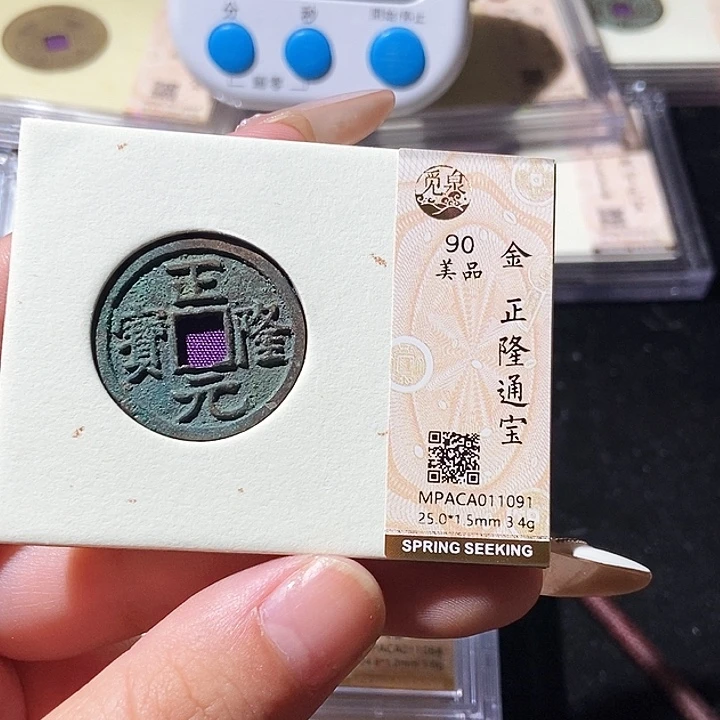 分
秒
正
隆
元
寳
觅泉
90
美品
金
正隆通宝
MPACA011091
25.0*1.5mm 3.4g
SPRING SEEKING